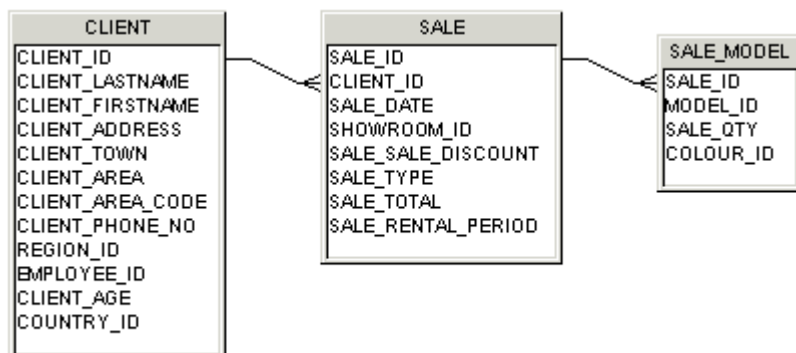 CLIENT
CLIENT_ID
CLIENT_LASTNAME
CLIENT_FIRSTNAME
CLIENT_ADDRESS
CLIENT_TOWN
CLIENT_AREA
CLIENT_AREA_CODE
CLIENT_PHONE_NO
REGION_ID
EMPLOYEE_ID
CLIENT_AGE
COUNTRY_ID
SALE
SALE_ID
CLIENT_ID
SALE_DATE
SHOWROOM_ID
SALE_SALE_DISCOUNT
SALE_TYPE
SALE_TOTAL
SALE_RENTAL_PERIOD
SALE_MODEL
SALE_ID
MODEL_ID
SALE_QTY
COLOUR_ID